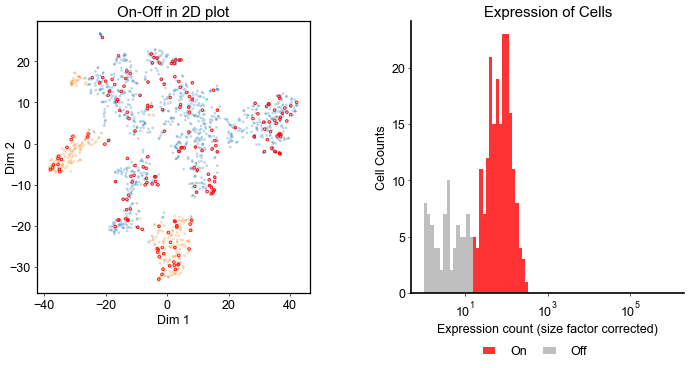 On-Off in 2D plot
Dim 2
20
10
0
−10
−20
−30
−40
−20
0
20
40
Dim 1
Expression of Cells
Cell Counts
20
15
10
5
0
10^1
10^3
10^5
Expression count (size factor corrected)
On
Off